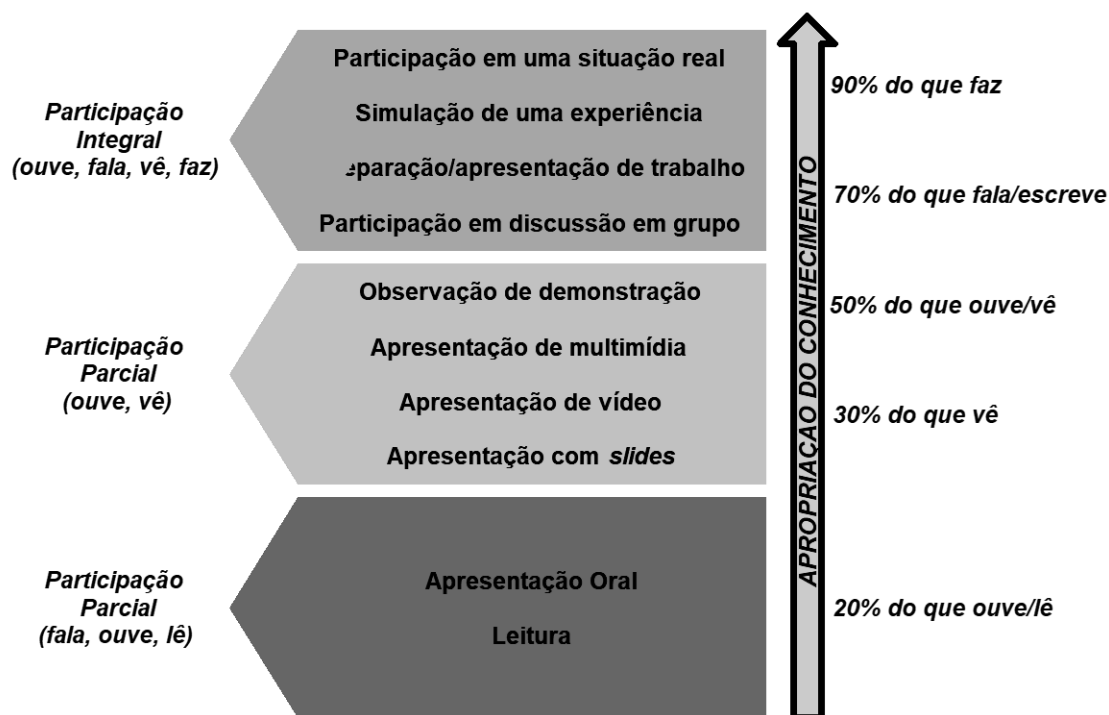 Participação em uma situação real
Simulação de uma experiência
eparação/apresentação de trabalho
Participação em discussão em grupo
Participação
Integral
(ouve, fala, vê, faz)
Observação de demonstração
Apresentação de multimídia
Apresentação de vídeo
Apresentação com slides
Participação
Parcial
(ouve, vê)
Apresentação Oral
Leitura
Participação
Parcial
(fala, ouve, lê)
APROPRIAÇAO DO CONHECIMENTO
90% do que faz
70% do que fala/escreve
50% do que ouve/vê
30% do que vê
20% do que ouve/lê